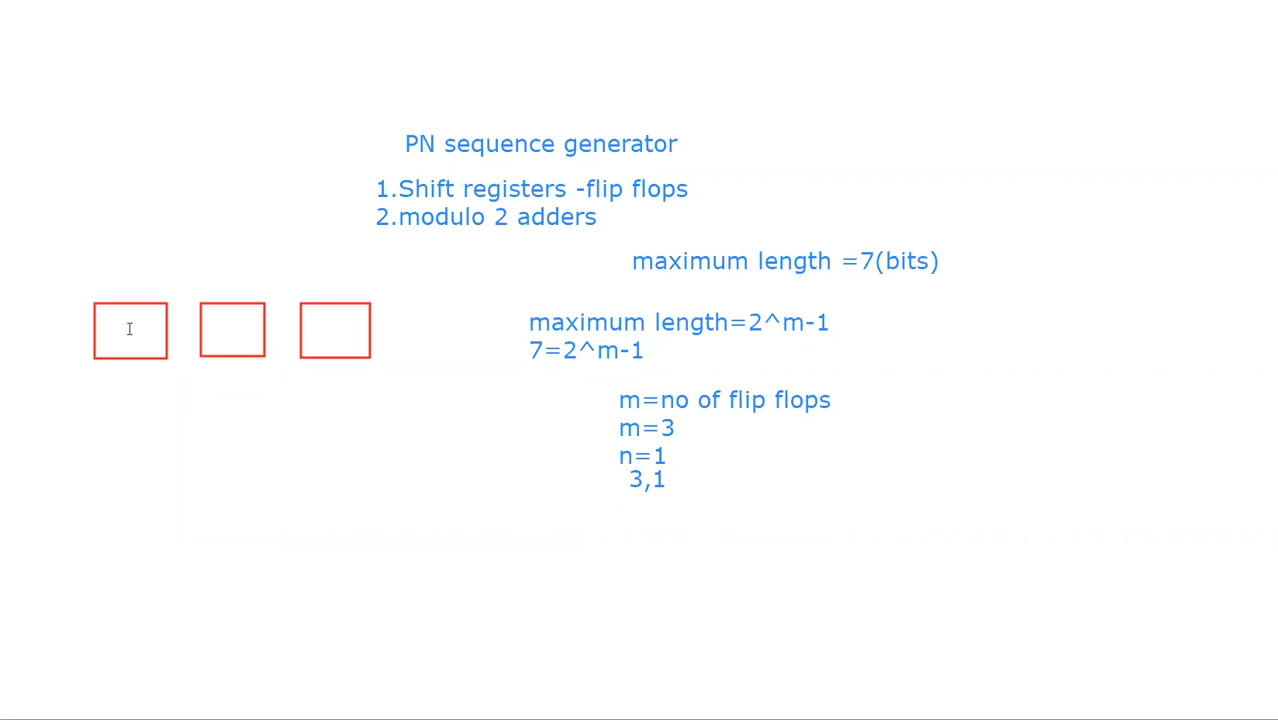 PN sequence generator
1.Shift registers -flip flops
2.modulo 2 adders
maximum length =7(bits)
maximum length=2^m-1
7=2^m-1
m=no of flip flops
m=3
n=1
3,1